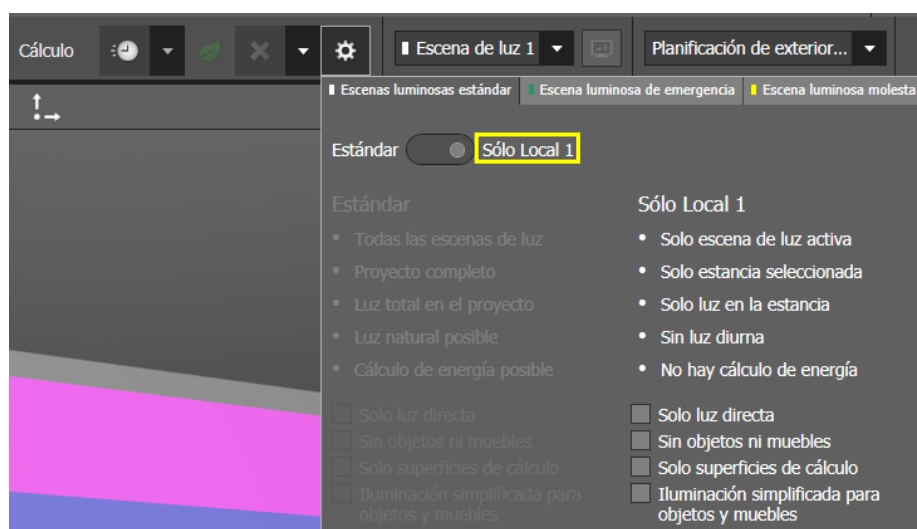 Cálculo
Escena de luz 1
Planificación de exterior...
Escenas luminosas estándar
Escena luminosa de emergencia
Escena luminosa molesta
Estándar
Sólo Local 1
Estándar
• Todas las escenas de luz
• Proyecto completo
• Luz total en el proyecto
• Luz natural posible
• Cálculo de energía posible
Solo luz directa
Sin objetos ni muebles
Solo superficies de cálculo
Iluminación simplificada para
objetos y muebles
Sólo Local 1
• Solo escena de luz activa
• Solo estancia seleccionada
• Solo luz en la estancia
• Sin luz diurna
• No hay cálculo de energía
Solo luz directa
Sin objetos ni muebles
Solo superficies de cálculo
Iluminación simplificada para
objetos y muebles